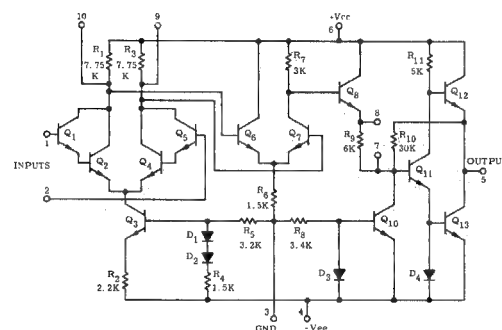 10
9
+Vcc
6
R1
7.75
K
R3
7.75
K
R7
3K
R11
5K
Q8
Q12
8
Q1
Q5
Q6
Q7
R9
6K
R10
30K
1
Q2
Q4
7
Q11
OUTPUT
5
INPUTS
2
R6
1.5K
Q3
D1
R5
3.2K
R8
3.4K
Q10
Q13
D2
R2
2.2K
R4
1.5K
D3
D4
3
4
GND
-Vee